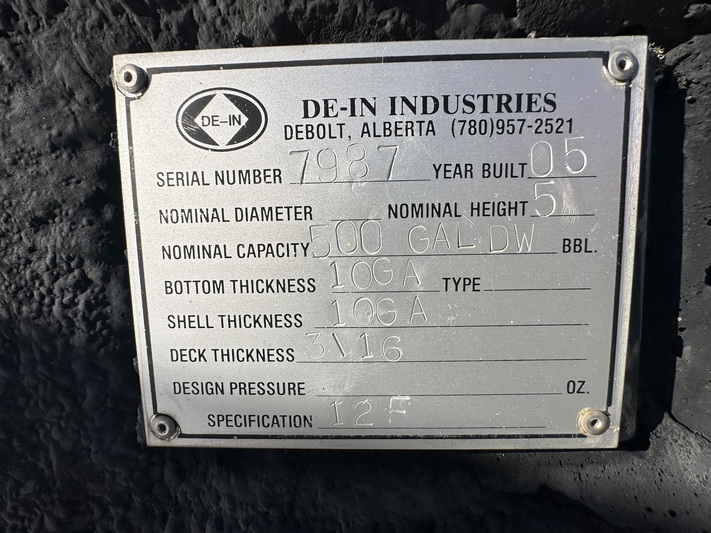 DE-IN
DE-IN INDUSTRIES
DEBOLT, ALBERTA (780)957-2521
SERIAL NUMBER 7987 YEAR BUILT 05
NOMINAL DIAMETER NOMINAL HEIGHT 5
NOMINAL CAPACITY 500 GAL DW BBL.
BOTTOM THICKNESS 10GA TYPE
SHELL THICKNESS 10GA
DECK THICKNESS 3\16
DESIGN PRESSURE OZ.
SPECIFICATION 12F